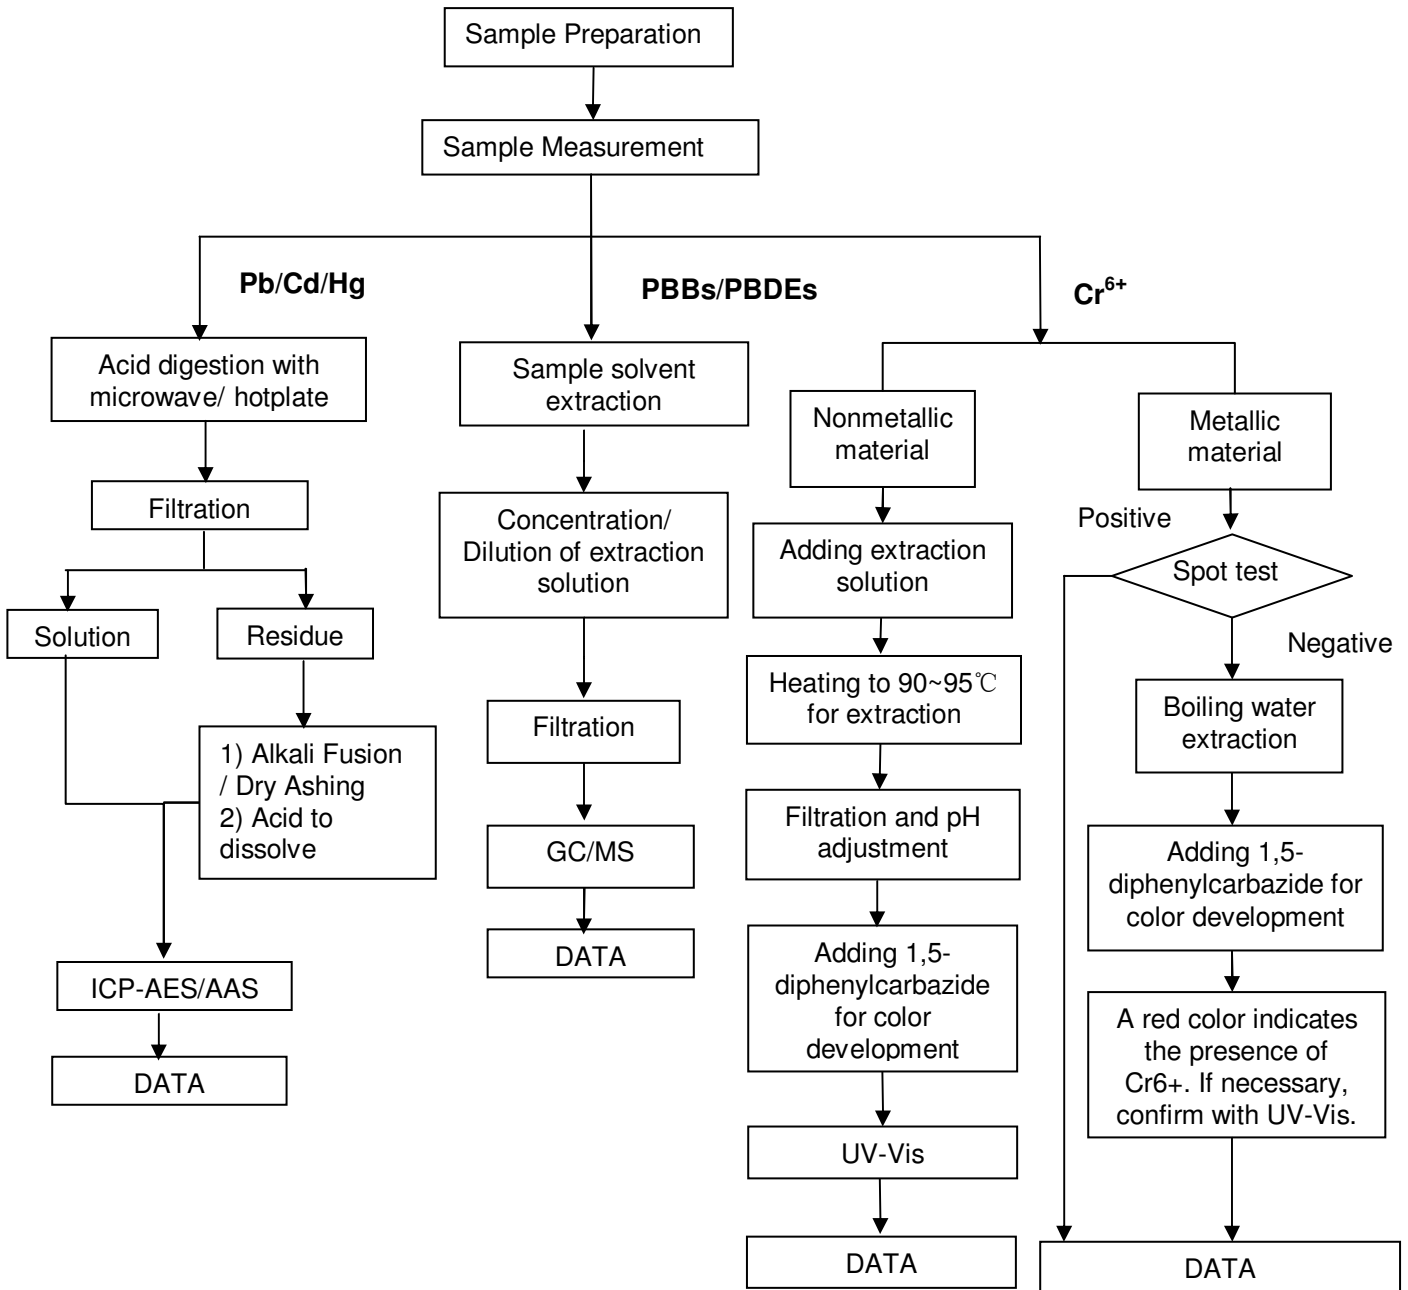 Sample Preparation
Sample Measurement
Pb/Cd/Hg
PBBs/PBDEs
Cr6+
Acid digestion with
microwave/ hotplate
Filtration
Solution
Residue
1) Alkali Fusion
/ Dry Ashing
2) Acid to
dissolve
ICP-AES/AAS
DATA
Sample solvent
extraction
Concentration/
Dilution of extraction
solution
Filtration
GC/MS
DATA
Nonmetallic
material
Adding extraction
solution
Heating to 90~95℃
for extraction
Filtration and pH
adjustment
Adding 1,5-
diphenylcarbazide
for color
development
UV-Vis
DATA
Metallic
material
Positive
Spot test
Negative
Boiling water
extraction
Adding 1,5-
diphenylcarbazide for
color development
A red color indicates
the presence of
Cr6+. If necessary,
confirm with UV-Vis.
DATA